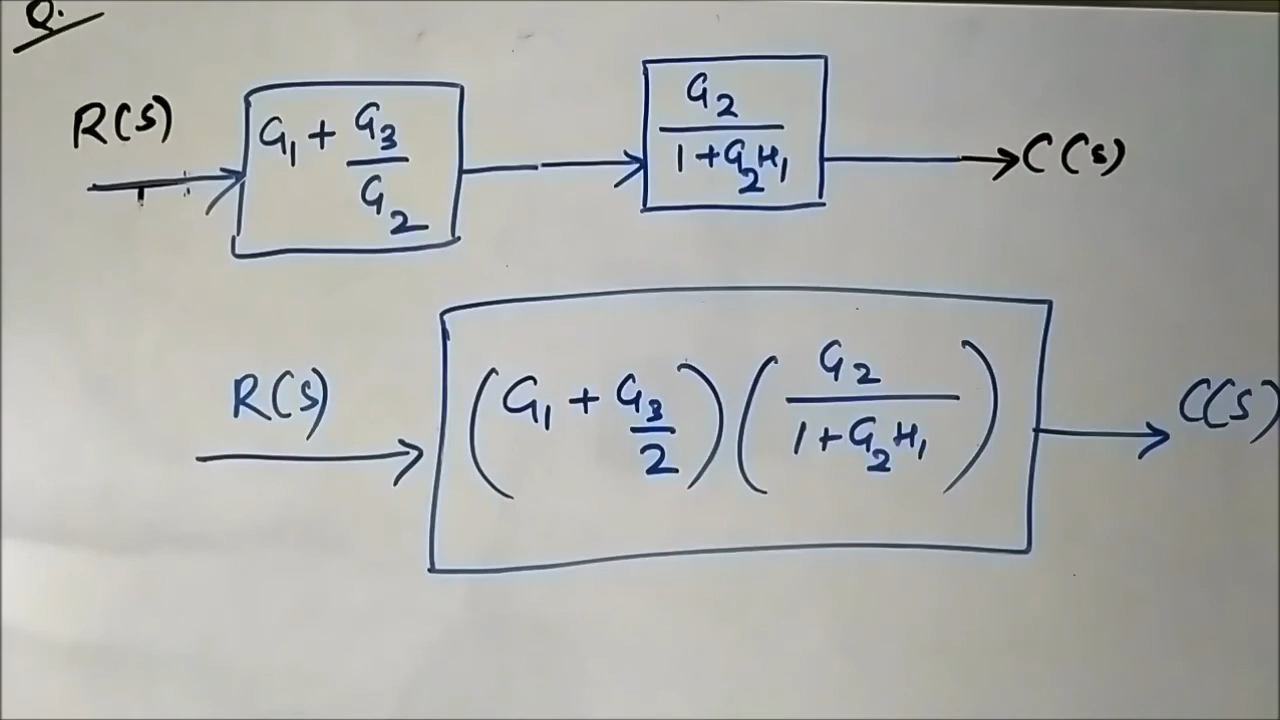 Q.
R(S) G₁ + G₃/G₂ G₂/(1+G₂H₁) C(s)
R(S) (G₁ + G₃/2) (G₂/(1+G₂H₁)) C(S)